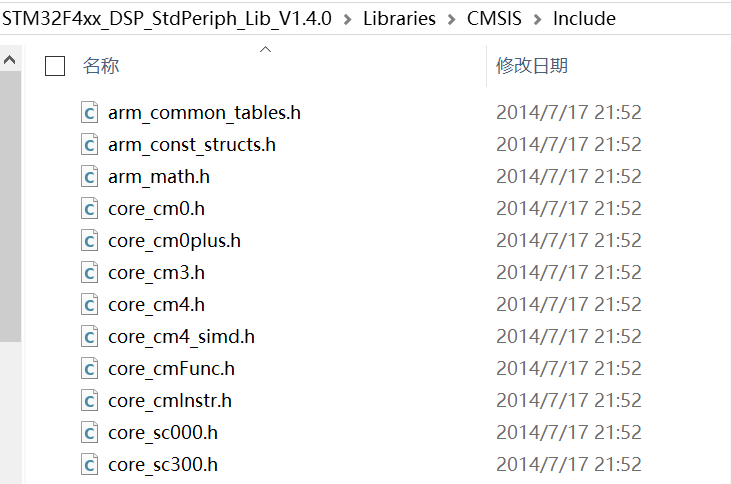 STM32F4xx_DSP_StdPeriph_Lib_V1.4.0 > Libraries > CMSIS > Include
名称 修改日期
arm_common_tables.h 2014/7/17 21:52
arm_const_structs.h 2014/7/17 21:52
arm_math.h 2014/7/17 21:52
core_cm0.h 2014/7/17 21:52
core_cm0plus.h 2014/7/17 21:52
core_cm3.h 2014/7/17 21:52
core_cm4.h 2014/7/17 21:52
core_cm4_simd.h 2014/7/17 21:52
core_cmFunc.h 2014/7/17 21:52
core_cmInstr.h 2014/7/17 21:52
core_sc000.h 2014/7/17 21:52
core_sc300.h 2014/7/17 21:52